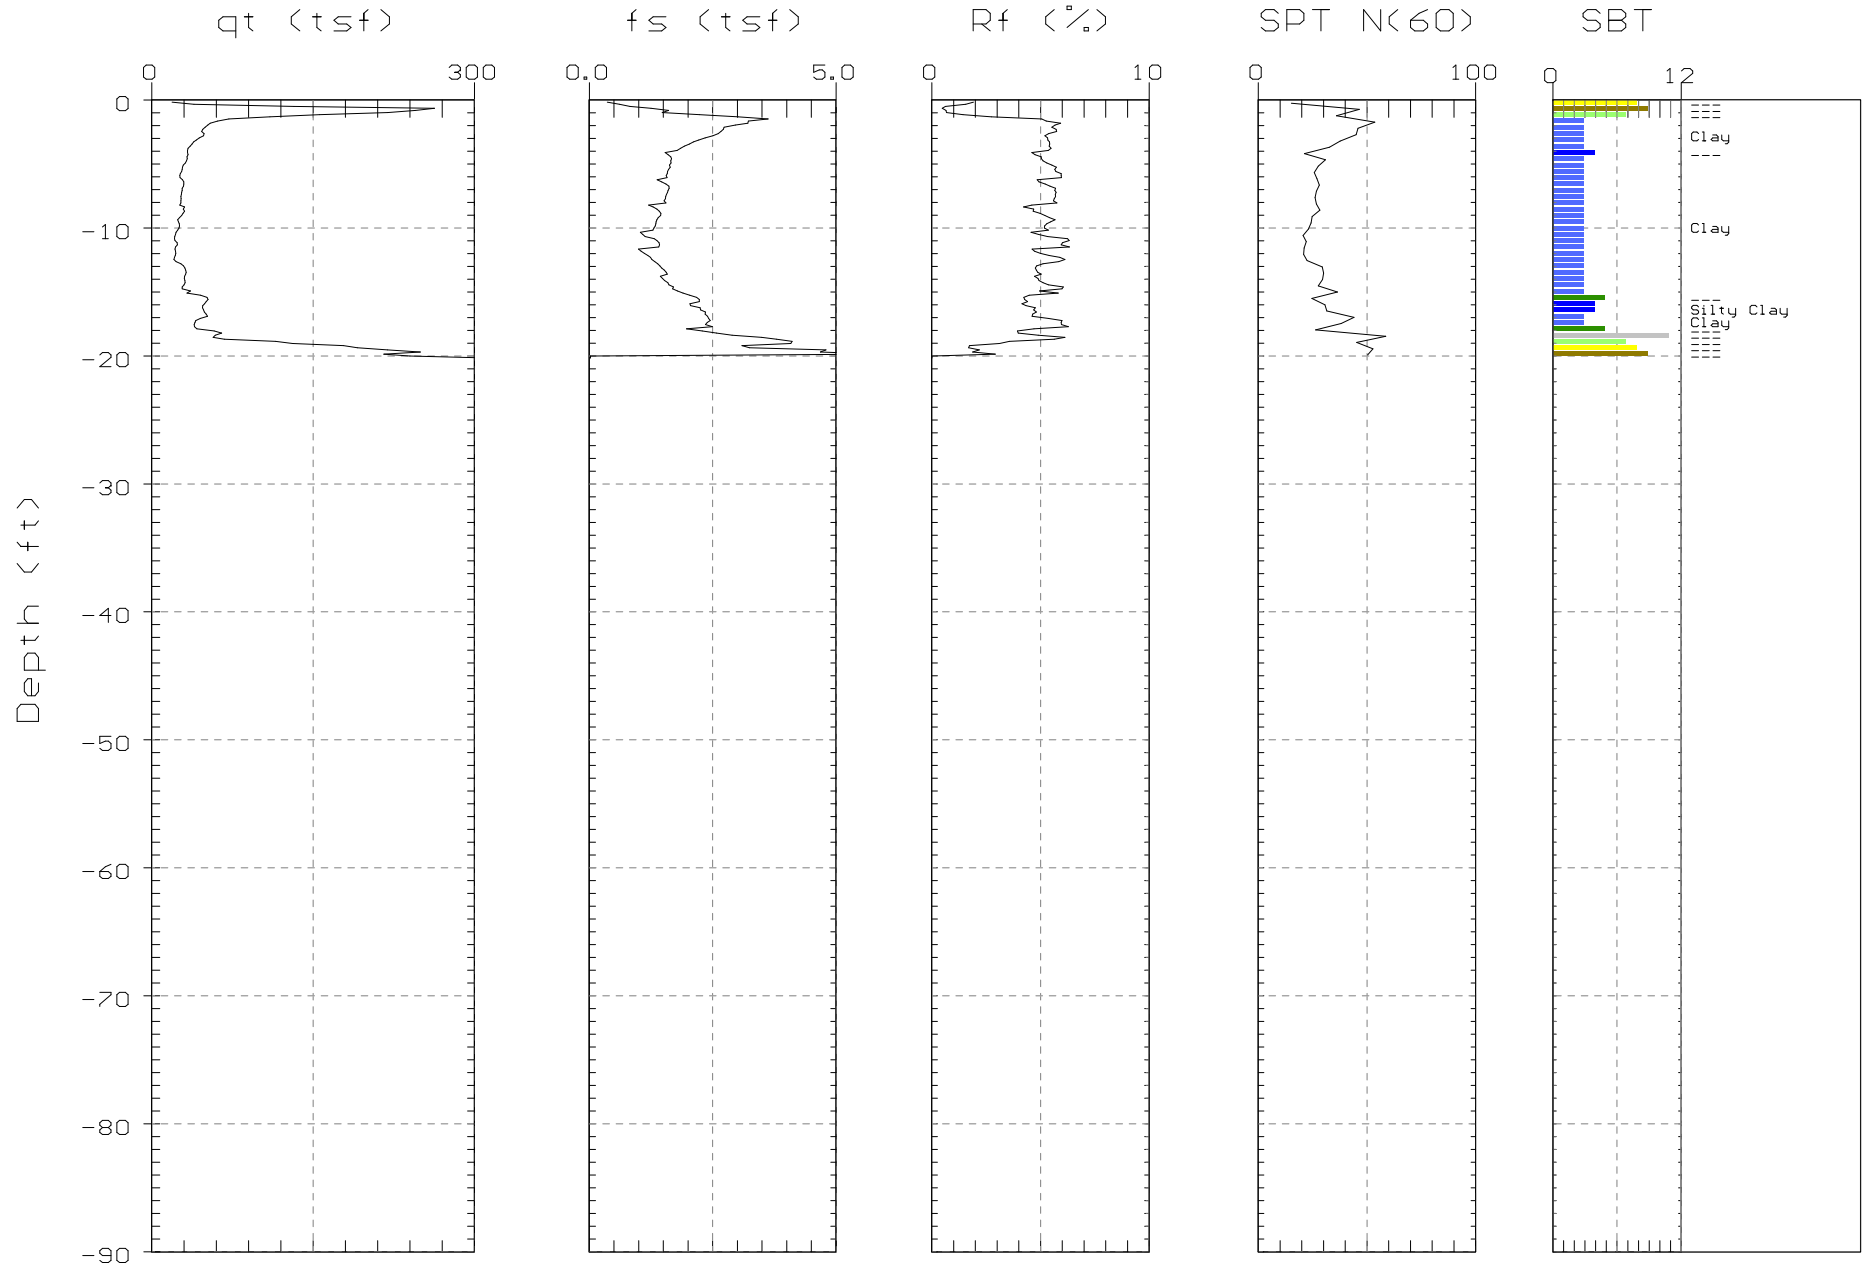 qt (tsf) fs (tsf) Rf (%) SPT N(60) SBT
0 300 0.0 5.0 0 10 0 100 0 12
0
---
---
---
Clay
---
-10
Clay
---
Silty Clay
Clay
---
---
---
---
---
-20
-30
-40
-50
-60
-70
-80
-90
Depth (ft)